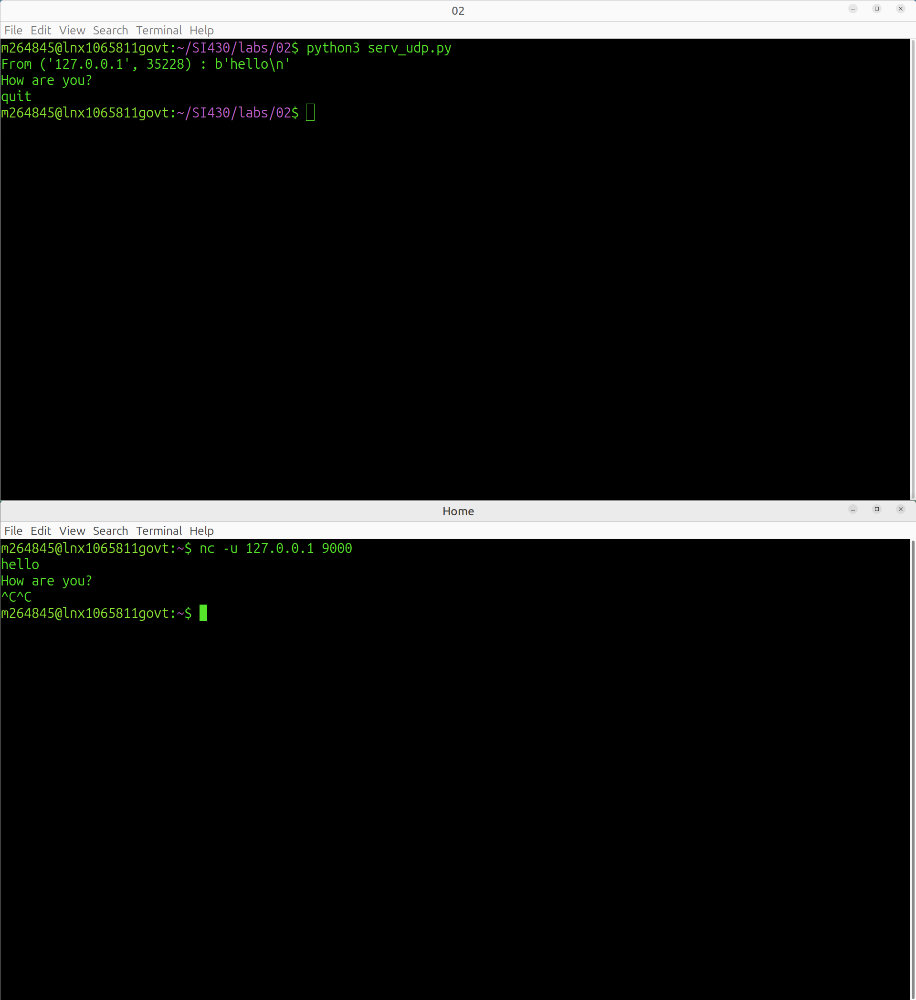 02
File Edit View Search Terminal Help
m264845@lnx1065811govt:~/SI430/labs/02$ python3 serv_udp.py
From ('127.0.0.1', 35228) : b'hello\n'
How are you?
quit
m264845@lnx1065811govt:~/SI430/labs/02$
Home
File Edit View Search Terminal Help
m264845@lnx1065811govt:~$ nc -u 127.0.0.1 9000
hello
How are you?
^C^C
m264845@lnx1065811govt:~$